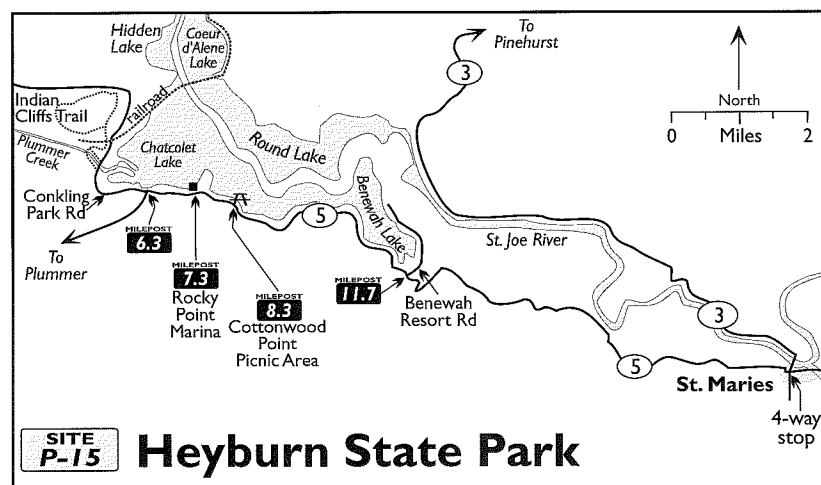 Hidden
Lake
Coeur
d'Alene
Lake
To
Pinehurst
3
North
0 Miles 2
Indian
Cliffs Trail
railroad
Plummer
Creek
Chatcolet
Lake
Round Lake
Benewah Lake
Conkling
Park Rd
To
Plummer
MILEPOST
6.3
MILEPOST
7.3
Rocky
Point
Marina
MILEPOST
8.3
Cottonwood
Point
Picnic Area
5
MILEPOST
11.7
Benewah
Resort Rd
St. Joe River
3
5
St. Maries
4-way
stop
SITE
P-15
Heyburn State Park